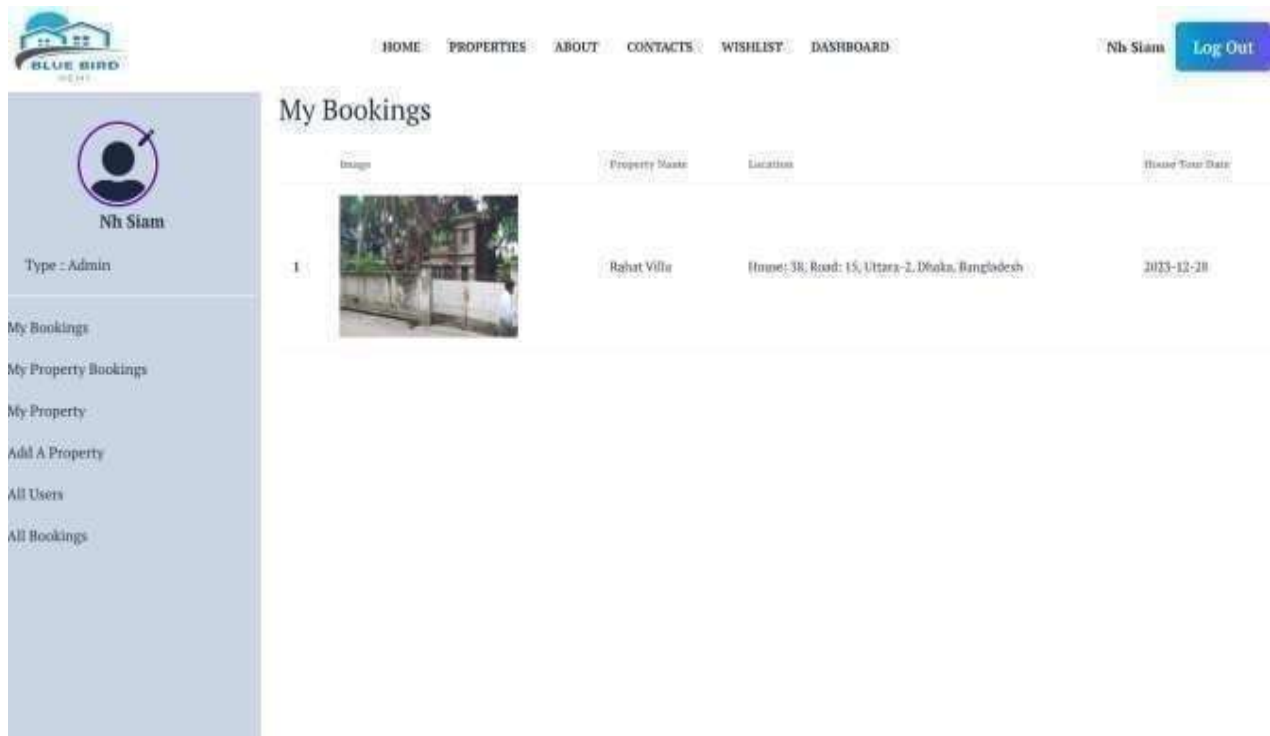 BLUE BIRD
RENT
HOME PROPERTIES ABOUT CONTACTS WISHLIST DASHBOARD
Nh Siam Log Out
Nh Siam
Type : Admin
My Bookings
My Property Bookings
My Property
Add A Property
All Users
All Bookings
My Bookings
Image Property Name Location House Tour Date
1 Rahat Villa House: 38, Road: 15, Uttara-2, Dhaka, Bangladesh 2023-12-28